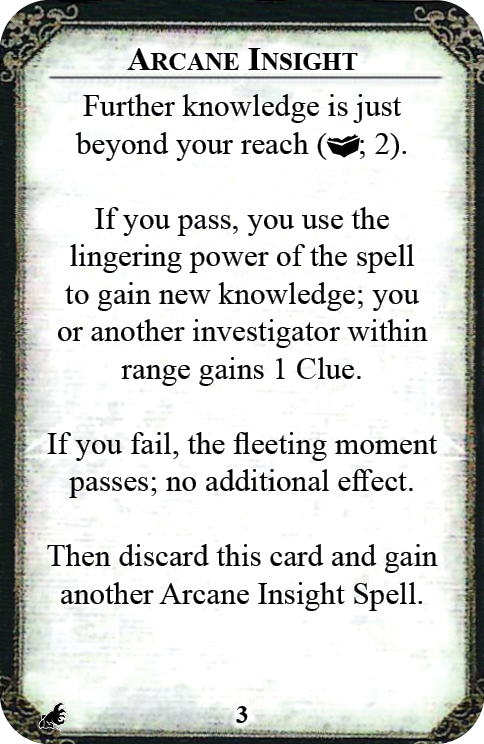 ARCANE INSIGHT
Further knowledge is just
beyond your reach (; 2).
If you pass, you use the
lingering power of the spell
to gain new knowledge; you
or another investigator within
range gains 1 Clue.
If you fail, the fleeting moment
passes; no additional effect.
Then discard this card and gain
another Arcane Insight Spell.
3